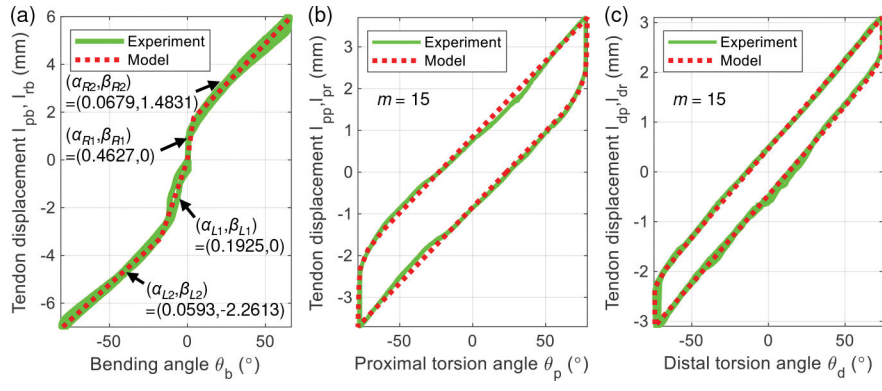 (a)
Tendon displacement l_pb, l_rb (mm)
6
4
2
0
-2
-4
-6
Experiment
Model
(α_R2,β_R2)
=(0.0679,1.4831)
(α_R1,β_R1)
=(0.4627,0)
(α_L1,β_L1)
=(0.1925,0)
(α_L2,β_L2)
=(0.0593,-2.2613)
-50
0
50
Bending angle θ_b (°)
(b)
Tendon displacement l_pp,l_pr (mm)
3
2
1
0
-1
-2
-3
Experiment
Model
m = 15
-50
0
50
Proximal torsion angle θ_p (°)
(c)
Tendon displacement l_dp,l_dr (mm)
3
2
1
0
-1
-2
-3
Experiment
Model
m = 15
-50
0
50
Distal torsion angle θ_d (°)